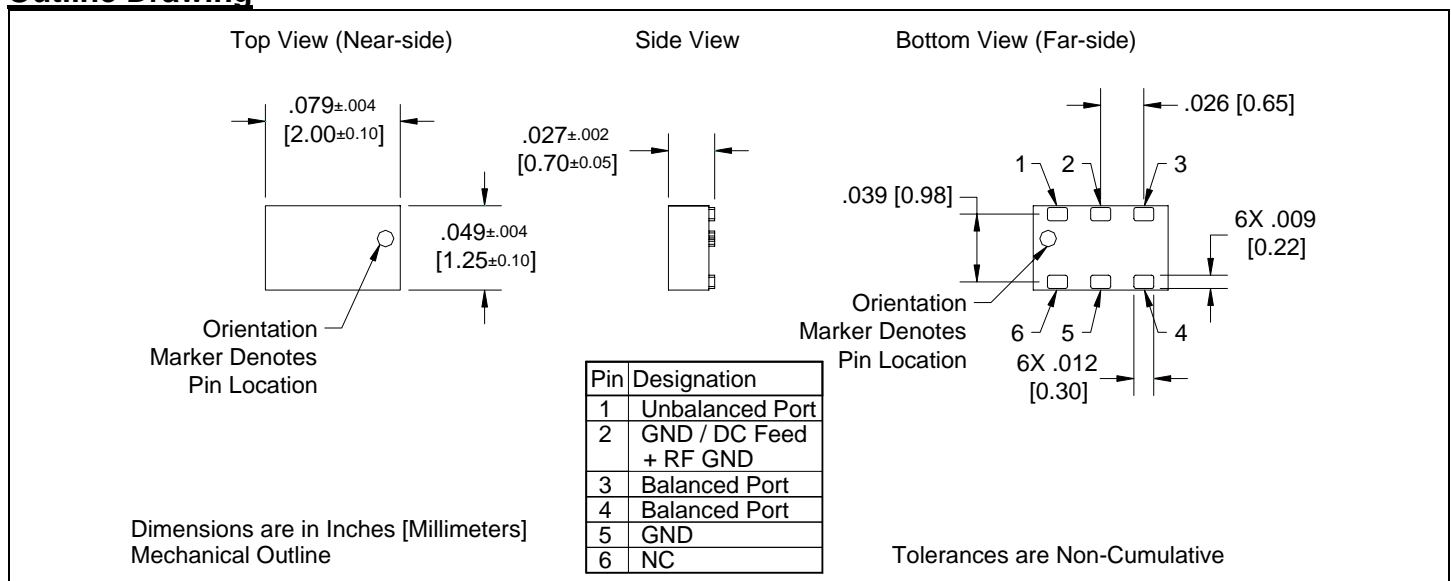 Outline Drawing
Top View (Near-side)
Side View
Bottom View (Far-side)
.079±.004
[2.00±0.10]
.049±.004
[1.25±0.10]
Orientation
Marker Denotes
Pin Location
.027±.002
[0.70±0.05]
.026 [0.65]
1
2
3
.039 [0.98]
6X .009
[0.22]
Orientation
Marker Denotes
Pin Location
6
5
4
6X .012
[0.30]
Pin Designation
1 Unbalanced Port
2 GND / DC Feed
+ RF GND
3 Balanced Port
4 Balanced Port
5 GND
6 NC
Dimensions are in Inches [Millimeters]
Mechanical Outline
Tolerances are Non-Cumulative